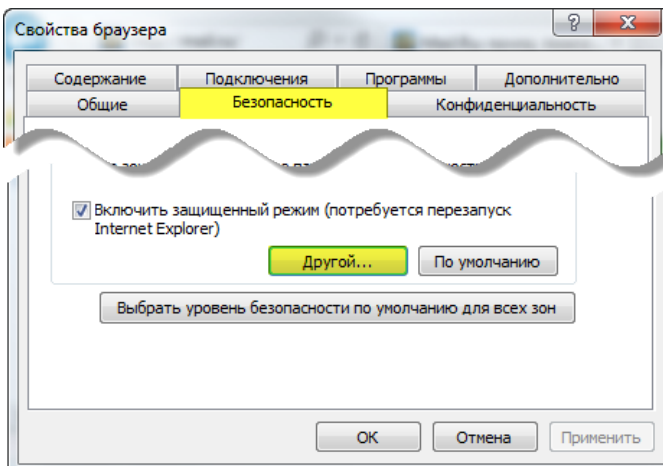 Свойства браузера
Содержание Подключения Программы Дополнительно
Общие Безопасность Конфиденциальность
Включить защищенный режим (потребуется перезапуск
Internet Explorer)
Другой... По умолчанию
Выбрать уровень безопасности по умолчанию для всех зон
ОК Отмена Применить